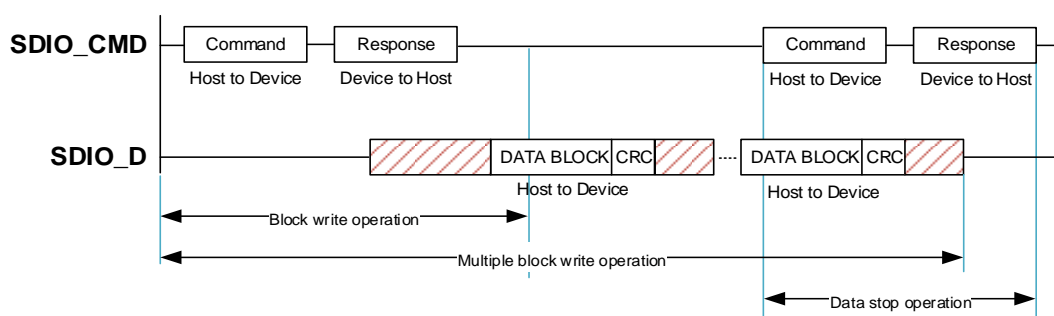 SDIO_CMD Command Response Command Response
Host to Device Device to Host Host to Device Device to Host
SDIO_D DATA BLOCK CRC DATA BLOCK CRC
Host to Device Host to Device
Block write operation
Multiple block write operation
Data stop operation